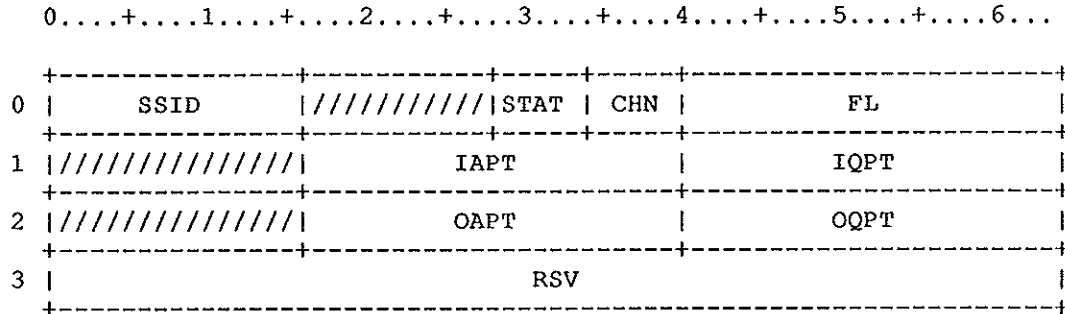 0....+....1....+....2....+....3....+....4....+....5....+....6...
+---------------+-----------+-----+-----+-----------------------+
0 | SSID |///////////|STAT | CHN | FL |
+---------------+-----------+-----+-----+-----------------------+
1 |///////////////| IAPT | IQPT |
+---------------+-----------------------+-----------------------+
2 |///////////////| OAPT | OQPT |
+---------------+-----------------------+-----------------------+
3 | RSV |
+---------------------------------------------------------------+